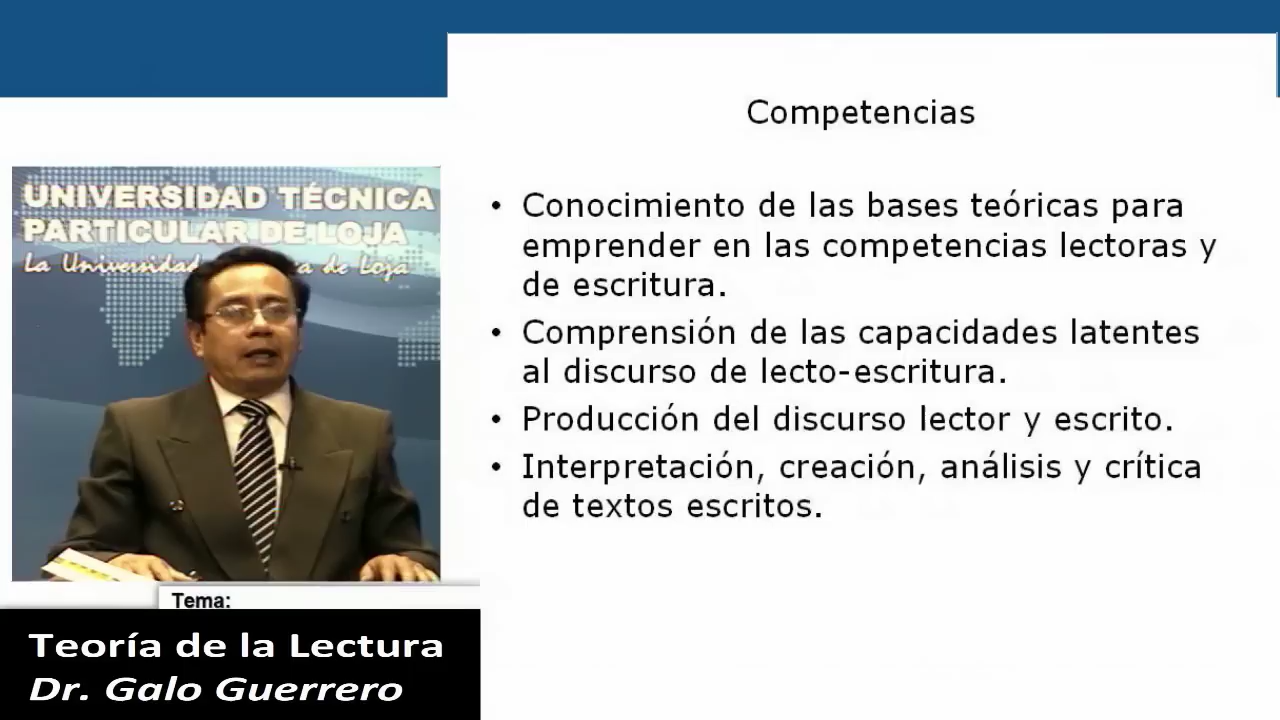 Competencias
UNIVERSIDAD TÉCNICA
PARTICULAR DE LOJA
La Universidad de Loja
• Conocimiento de las bases teóricas para
emprender en las competencias lectoras y
de escritura.
• Comprensión de las capacidades latentes
al discurso de lecto-escritura.
• Producción del discurso lector y escrito.
• Interpretación, creación, análisis y crítica
de textos escritos.
Tema:
Teoría de la Lectura
Dr. Galo Guerrero